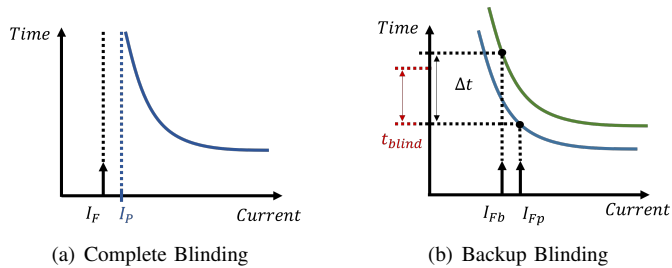 Time
I_F
I_P
Current
(a) Complete Blinding
Time
Δt
t_blind
I_Fb
I_Fp
Current
(b) Backup Blinding